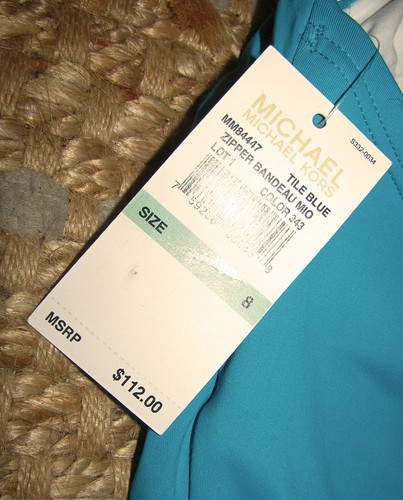 S332-0034
MICHAEL
MICHAEL KORS
MM84447 TILE BLUE
ZIPPER BANDEAU MIO
LOT 1 COLOR 343
SIZE 8
MSRP $112.00